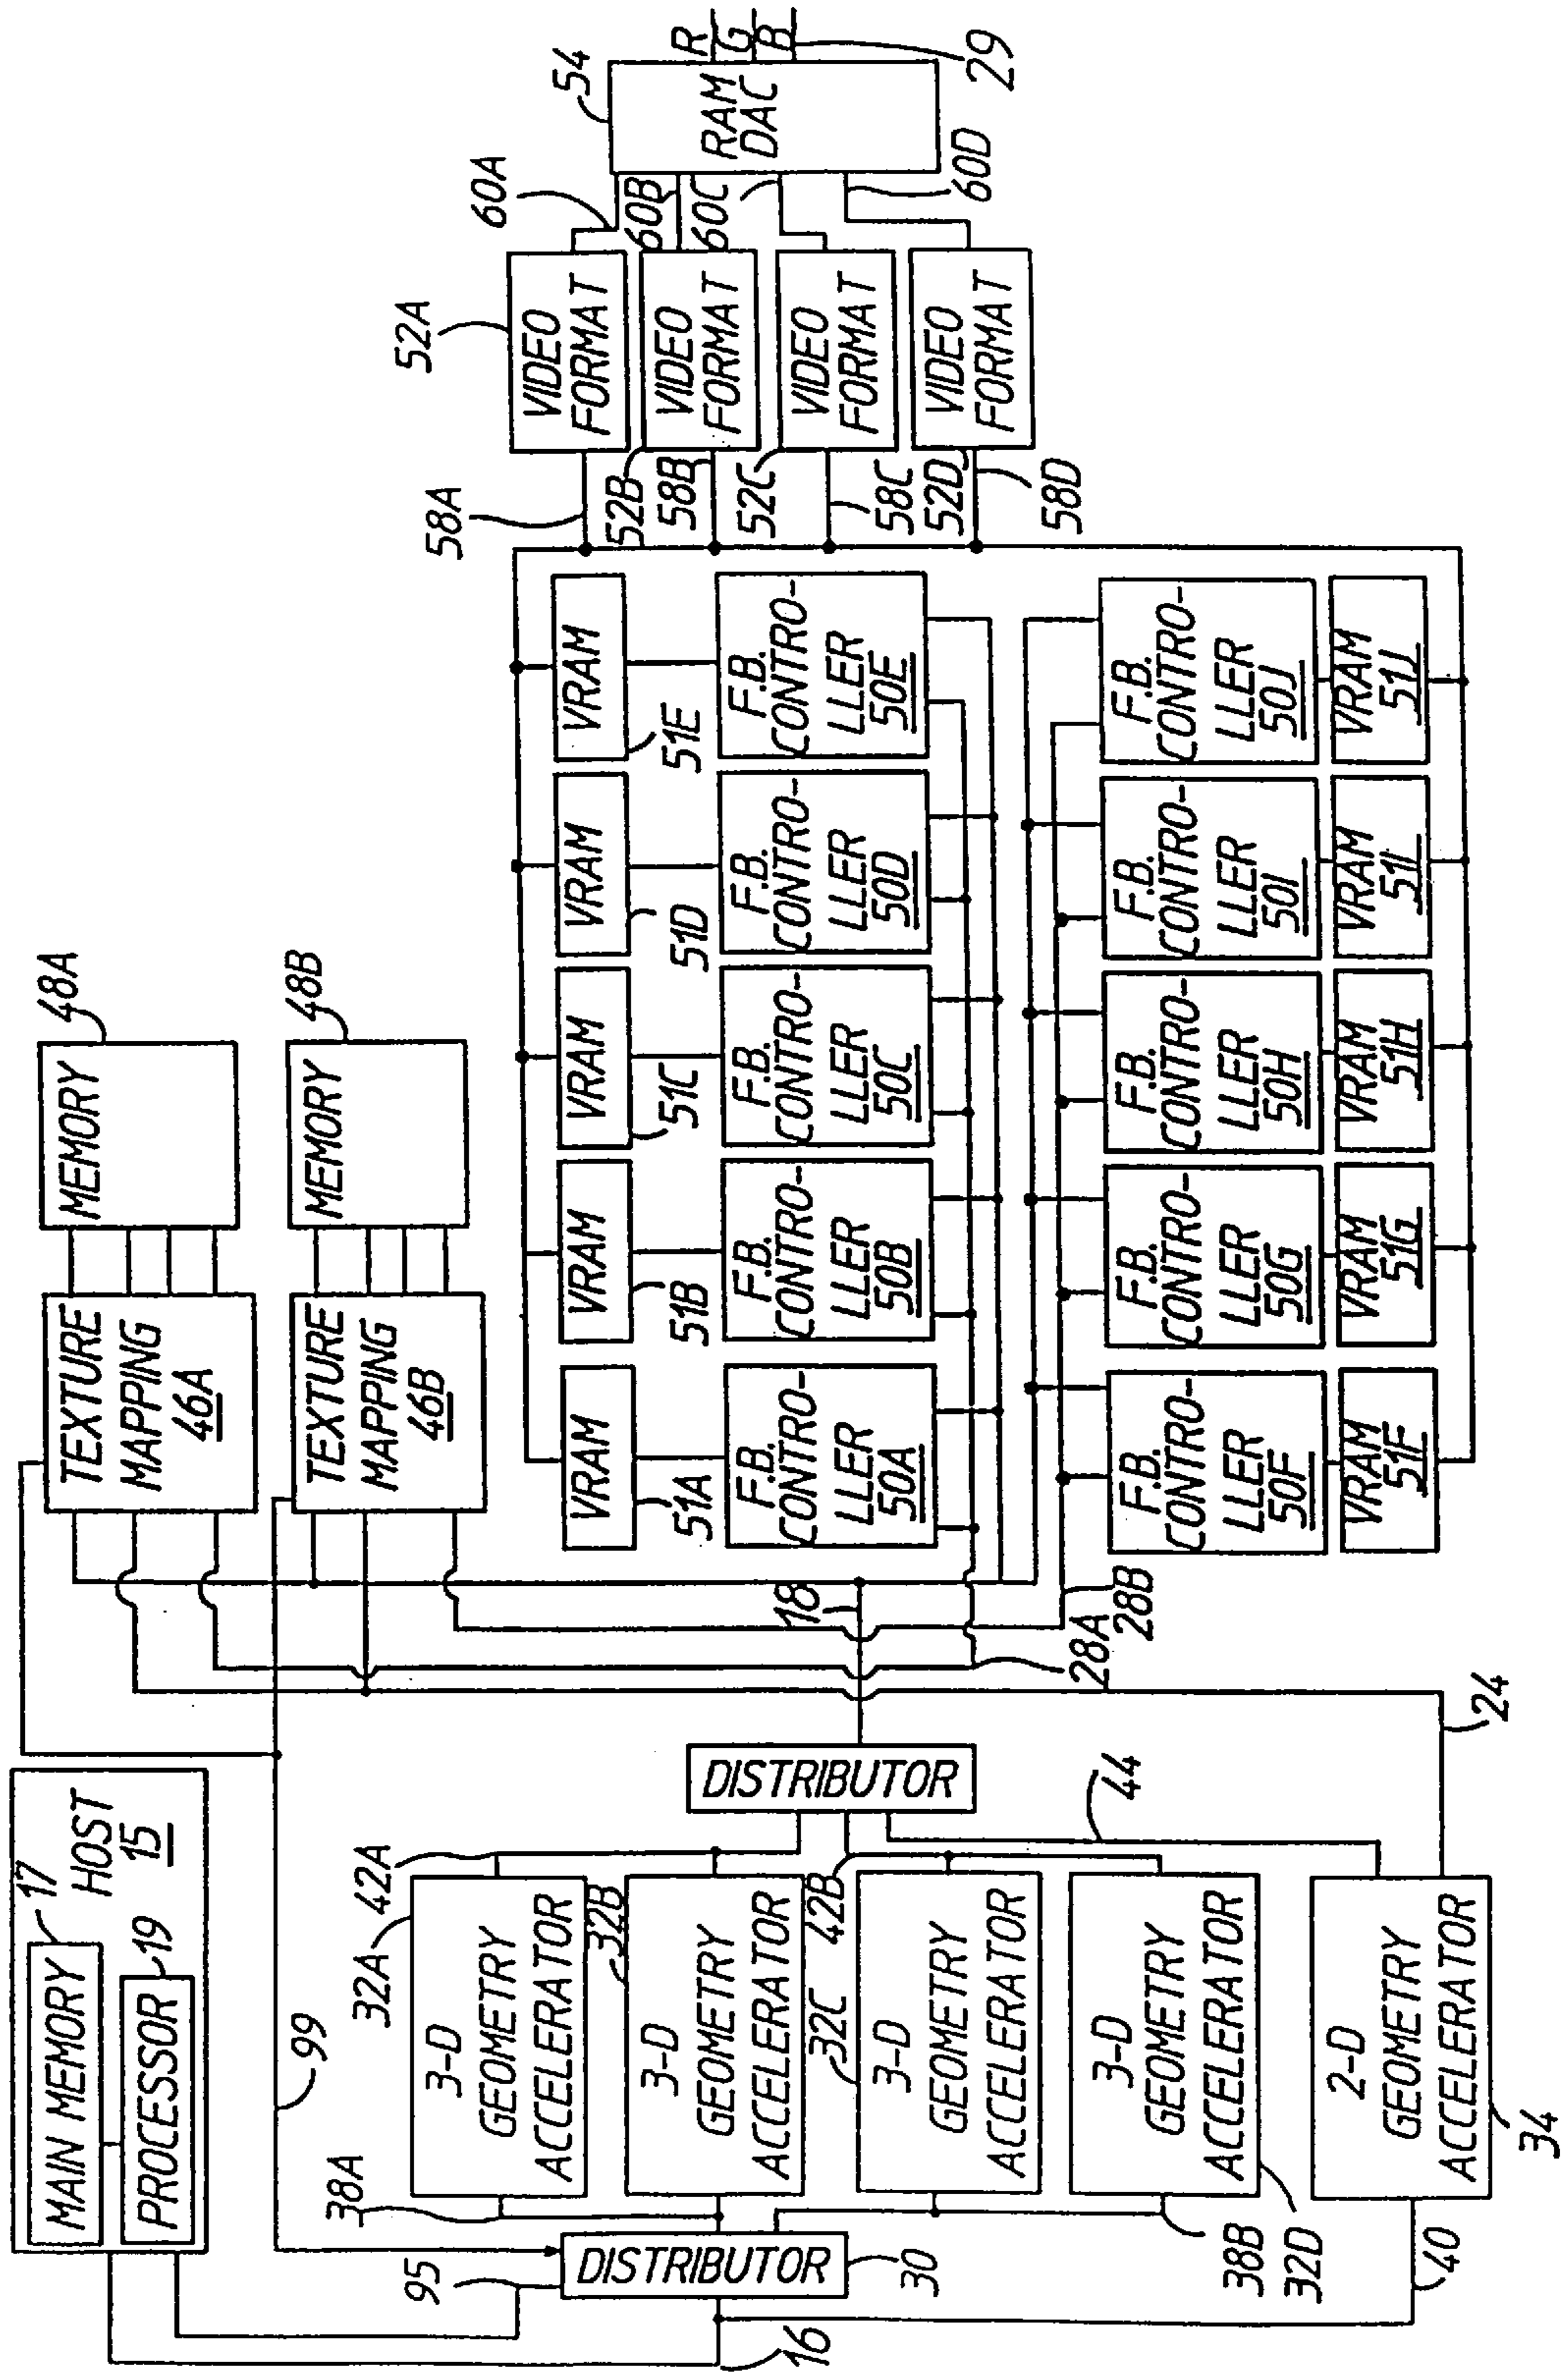 MAIN MEMORY
17
HOST
15
PROCESSOR
19
95
99
16
DISTRIBUTOR
30
38A
38B
40
32A
3-D
GEOMETRY
ACCELERATOR
42A
32B
3-D
GEOMETRY
ACCELERATOR
32C
42B
3-D
GEOMETRY
ACCELERATOR
3-D
GEOMETRY
ACCELERATOR
32D
2-D
GEOMETRY
ACCELERATOR
34
44
24
DISTRIBUTOR
18
28A
28B
TEXTURE
MAPPING
46A
MEMORY
48A
TEXTURE
MAPPING
46B
MEMORY
48B
VRAM
51A
VRAM
51B
VRAM
51C
VRAM
51D
VRAM
51E
F.B.
CONTRO-
LLER
50A
F.B.
CONTRO-
LLER
50B
F.B.
CONTRO-
LLER
50C
F.B.
CONTRO-
LLER
50D
F.B.
CONTRO-
LLER
50E
F.B.
CONTRO-
LLER
50F
F.B.
CONTRO-
LLER
50G
F.B.
CONTRO-
LLER
50H
F.B.
CONTRO-
LLER
50I
F.B.
CONTRO-
LLER
50J
VRAM
51F
VRAM
51G
VRAM
51H
VRAM
51I
VRAM
51J
58A
52A
VIDEO
FORMAT
60A
52B
58B
VIDEO
FORMAT
60B
52C
58C
VIDEO
FORMAT
60C
52D
58D
VIDEO
FORMAT
60D
54
RAM
DAC
R
G
B
29